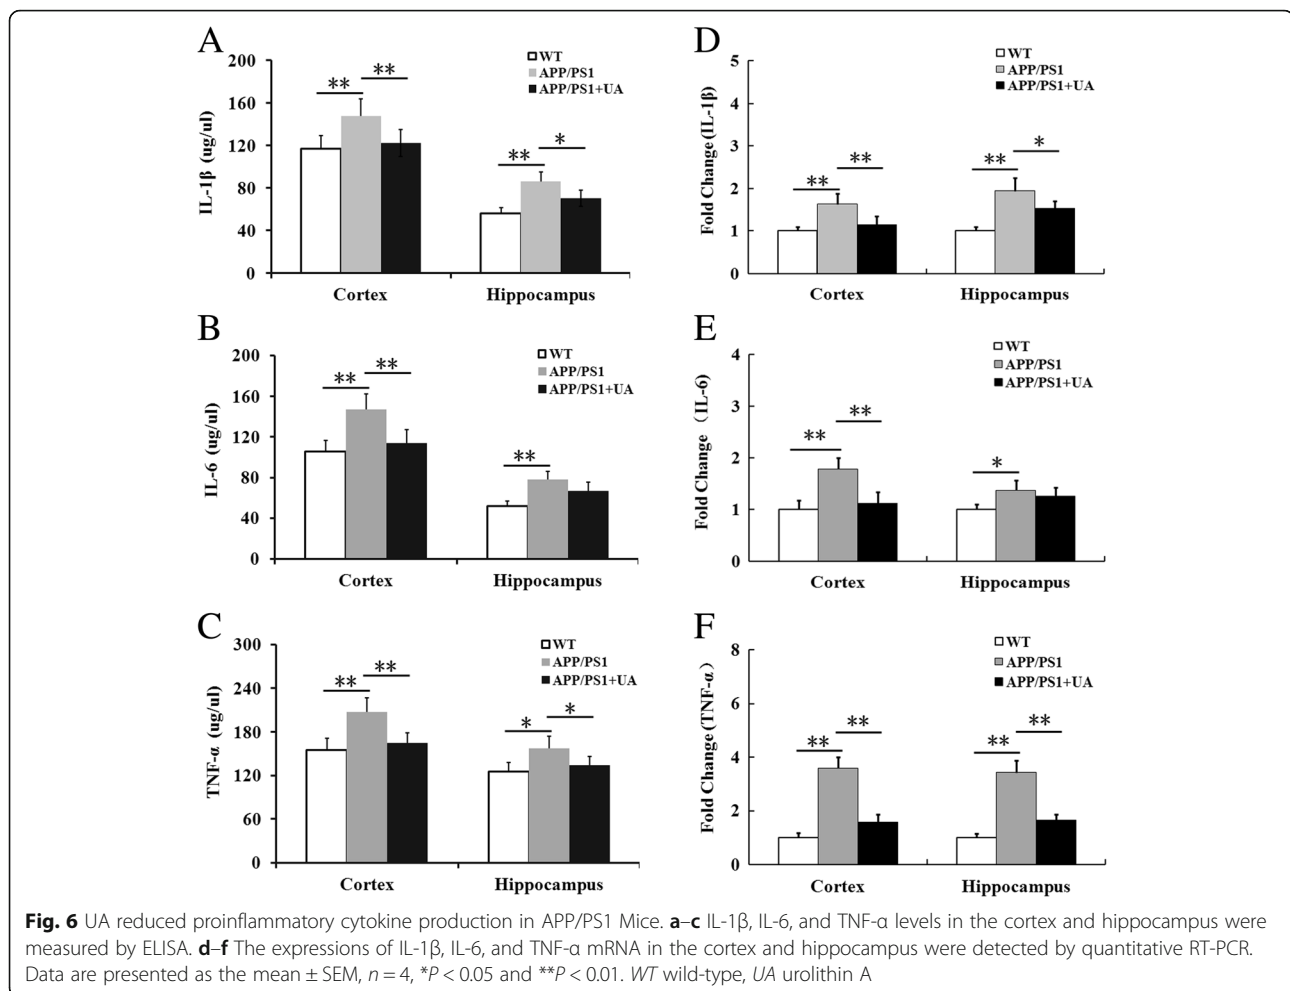 A
200
160
120
80
40
0
IL-1β (ug/ul)
WT
APP/PS1
APP/PS1+UA
**
**
**
*
Cortex
Hippocampus
D
5
4
3
2
1
0
Fold Change (IL-1β)
WT
APP/PS1
APP/PS1+UA
**
**
**
*
Cortex
Hippocampus
B
200
160
120
80
40
0
IL-6 (ug/ul)
WT
APP/PS1
APP/PS1+UA
**
**
**
Cortex
Hippocampus
E
4
3
2
1
0
Fold Change（IL-6)
WT
APP/PS1
APP/PS1+UA
**
**
*
Cortex
Hippocampus
C
300
240
180
120
60
0
TNF-α (ug/ul)
WT
APP/PS1
APP/PS1+UA
**
**
*
*
Cortex
Hippocampus
F
8
6
4
2
0
Fold Change (TNF-α）
WT
APP/PS1
APP/PS1+UA
**
**
**
**
Cortex
Hippocampus
Fig. 6 UA reduced proinflammatory cytokine production in APP/PS1 Mice. a–c IL-1β, IL-6, and TNF-α levels in the cortex and hippocampus were
measured by ELISA. d–f The expressions of IL-1β, IL-6, and TNF-α mRNA in the cortex and hippocampus were detected by quantitative RT-PCR.
Data are presented as the mean ± SEM, n = 4, *P < 0.05 and **P < 0.01. WT wild-type, UA urolithin A